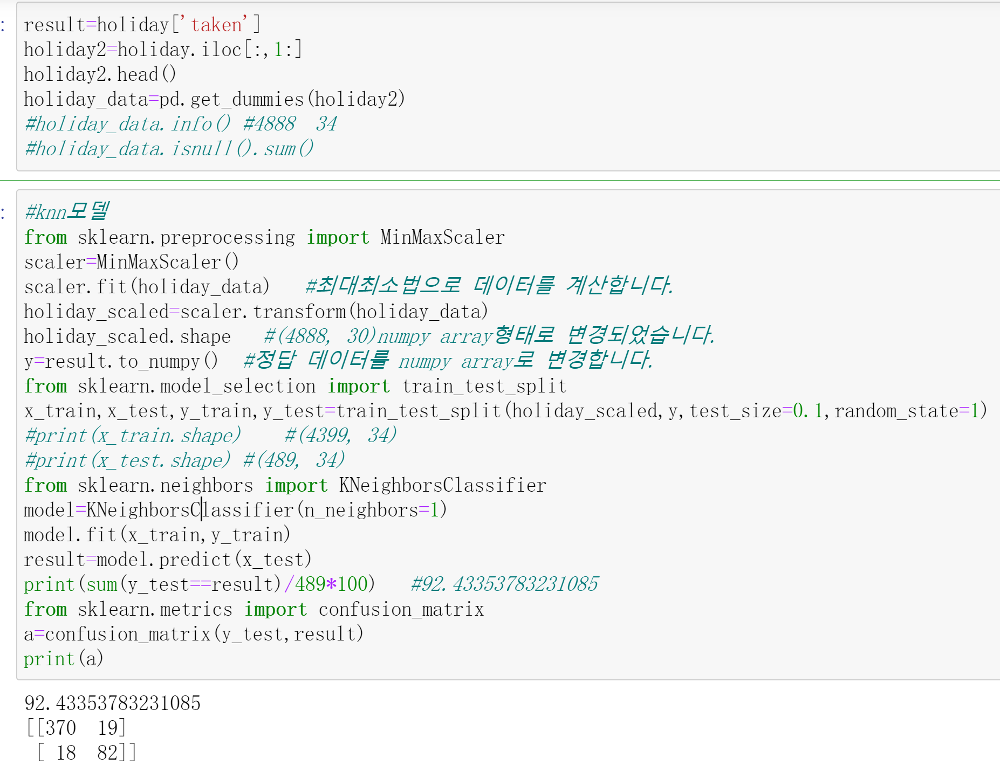 : result=holiday['taken']
holiday2=holiday.iloc[:,1:]
holiday2.head()
holiday_data=pd.get_dummies(holiday2)
#holiday_data.info() #4888  34
#holiday_data.isnull().sum()
: #knn모델
from sklearn.preprocessing import MinMaxScaler
scaler=MinMaxScaler()
scaler.fit(holiday_data)   #최대최소법으로 데이터를 계산합니다.
holiday_scaled=scaler.transform(holiday_data)
holiday_scaled.shape   #(4888, 30)numpy array형태로 변경되었습니다.
y=result.to_numpy()  #정답 데이터를 numpy array로 변경합니다.
from sklearn.model_selection import train_test_split
x_train,x_test,y_train,y_test=train_test_split(holiday_scaled,y,test_size=0.1,random_state=1)
#print(x_train.shape)    #(4399, 34)
#print(x_test.shape) #(489, 34)
from sklearn.neighbors import KNeighborsClassifier
model=KNeighborsClassifier(n_neighbors=1)
model.fit(x_train,y_train)
result=model.predict(x_test)
print(sum(y_test==result)/489*100)   #92.43353783231085
from sklearn.metrics import confusion_matrix
a=confusion_matrix(y_test,result)
print(a)
92.43353783231085
[[370  19]
 [ 18  82]]